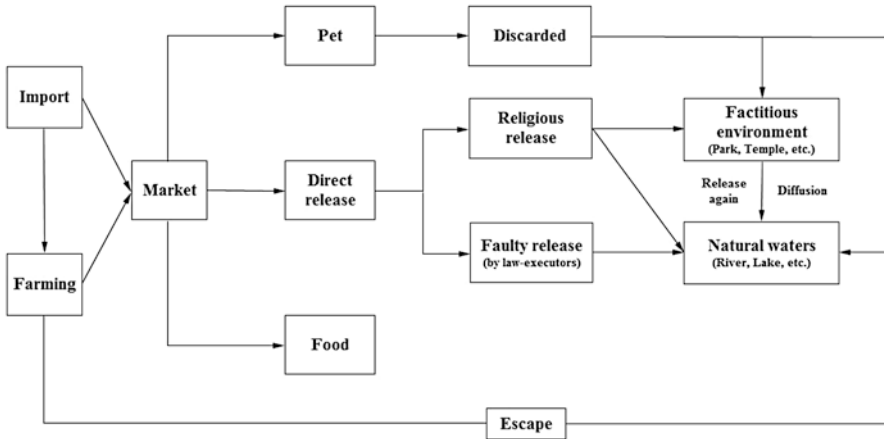 Pet
Discarded
Import
Religious
release
Factitious
environment
(Park, Temple, etc.)
Market
Direct
release
Release
again
Diffusion
Farming
Faulty release
(by law-executors)
Natural waters
(River, Lake, etc.)
Food
Escape